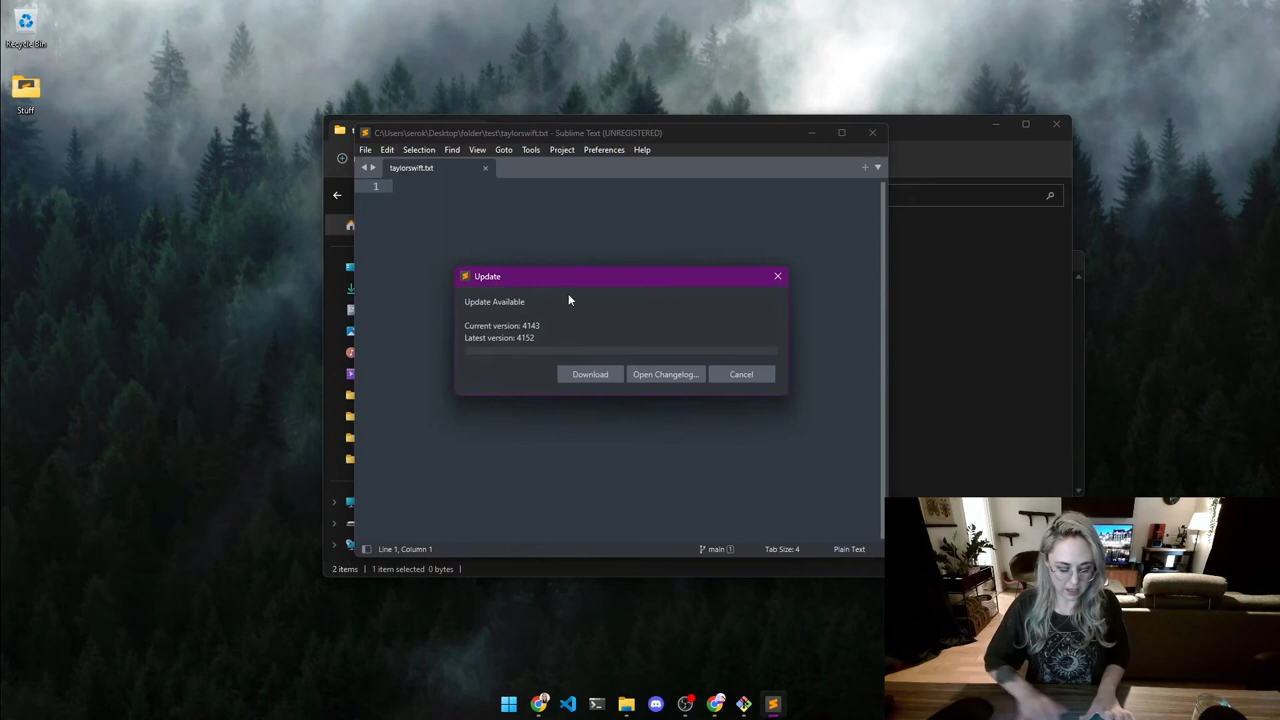 Recycle Bin
Stuff
C:\Users\serok\Desktop\folder\test\taylorswift.txt - Sublime Text (UNREGISTERED)
File Edit Selection Find View Goto Tools Project Preferences Help
taylorswift.txt
1
Update
Update Available
Current version: 4143
Latest version: 4152
Download Open Changelog... Cancel
Line 1, Column 1 main 1 Tab Size: 4 Plain Text
2 items 1 item selected 0 bytes